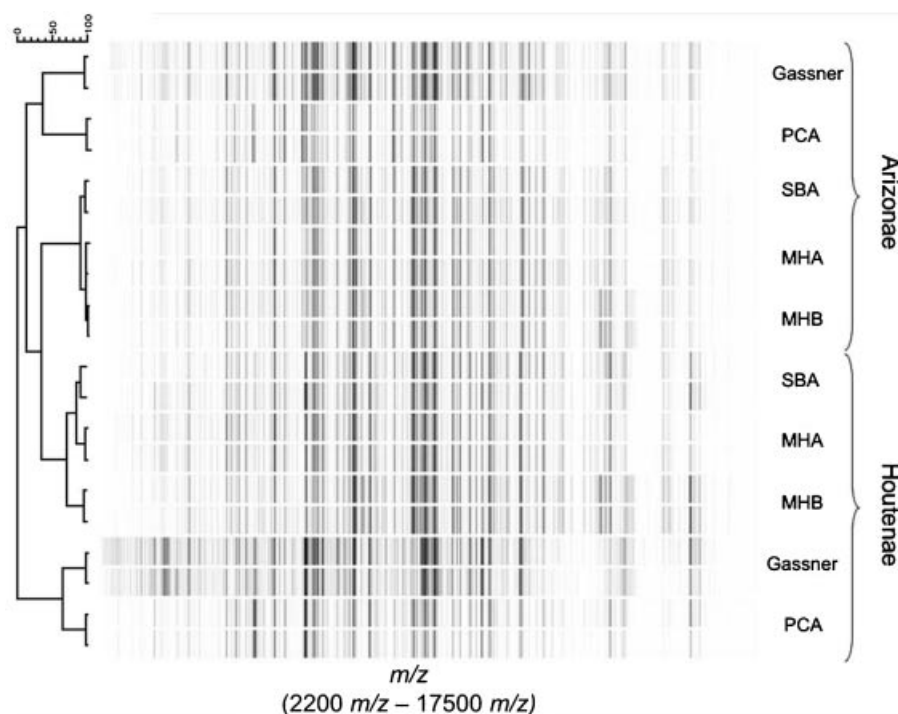 0 50 100
Gassner
PCA
SBA
MHA
MHB
Arizonae
SBA
MHA
MHB
Gassner
PCA
Houtenae
m/z
(2200 m/z – 17500 m/z)